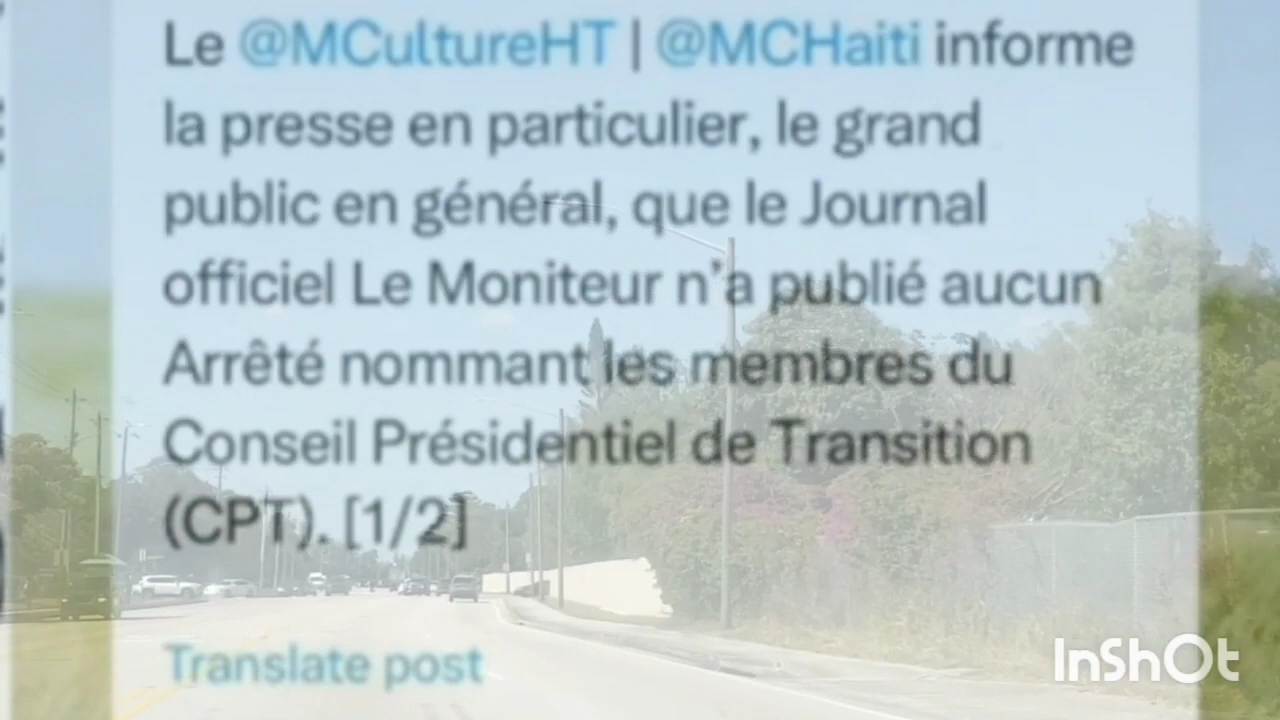 Le @MCultureHT | @MCHaiti informe
la presse en particulier, le grand
public en général, que le Journal
officiel Le Moniteur n’a publié aucun
Arrêté nommant les membres du
Conseil Présidentiel de Transition
(CPT). [1/2]
Translate post
InShOt